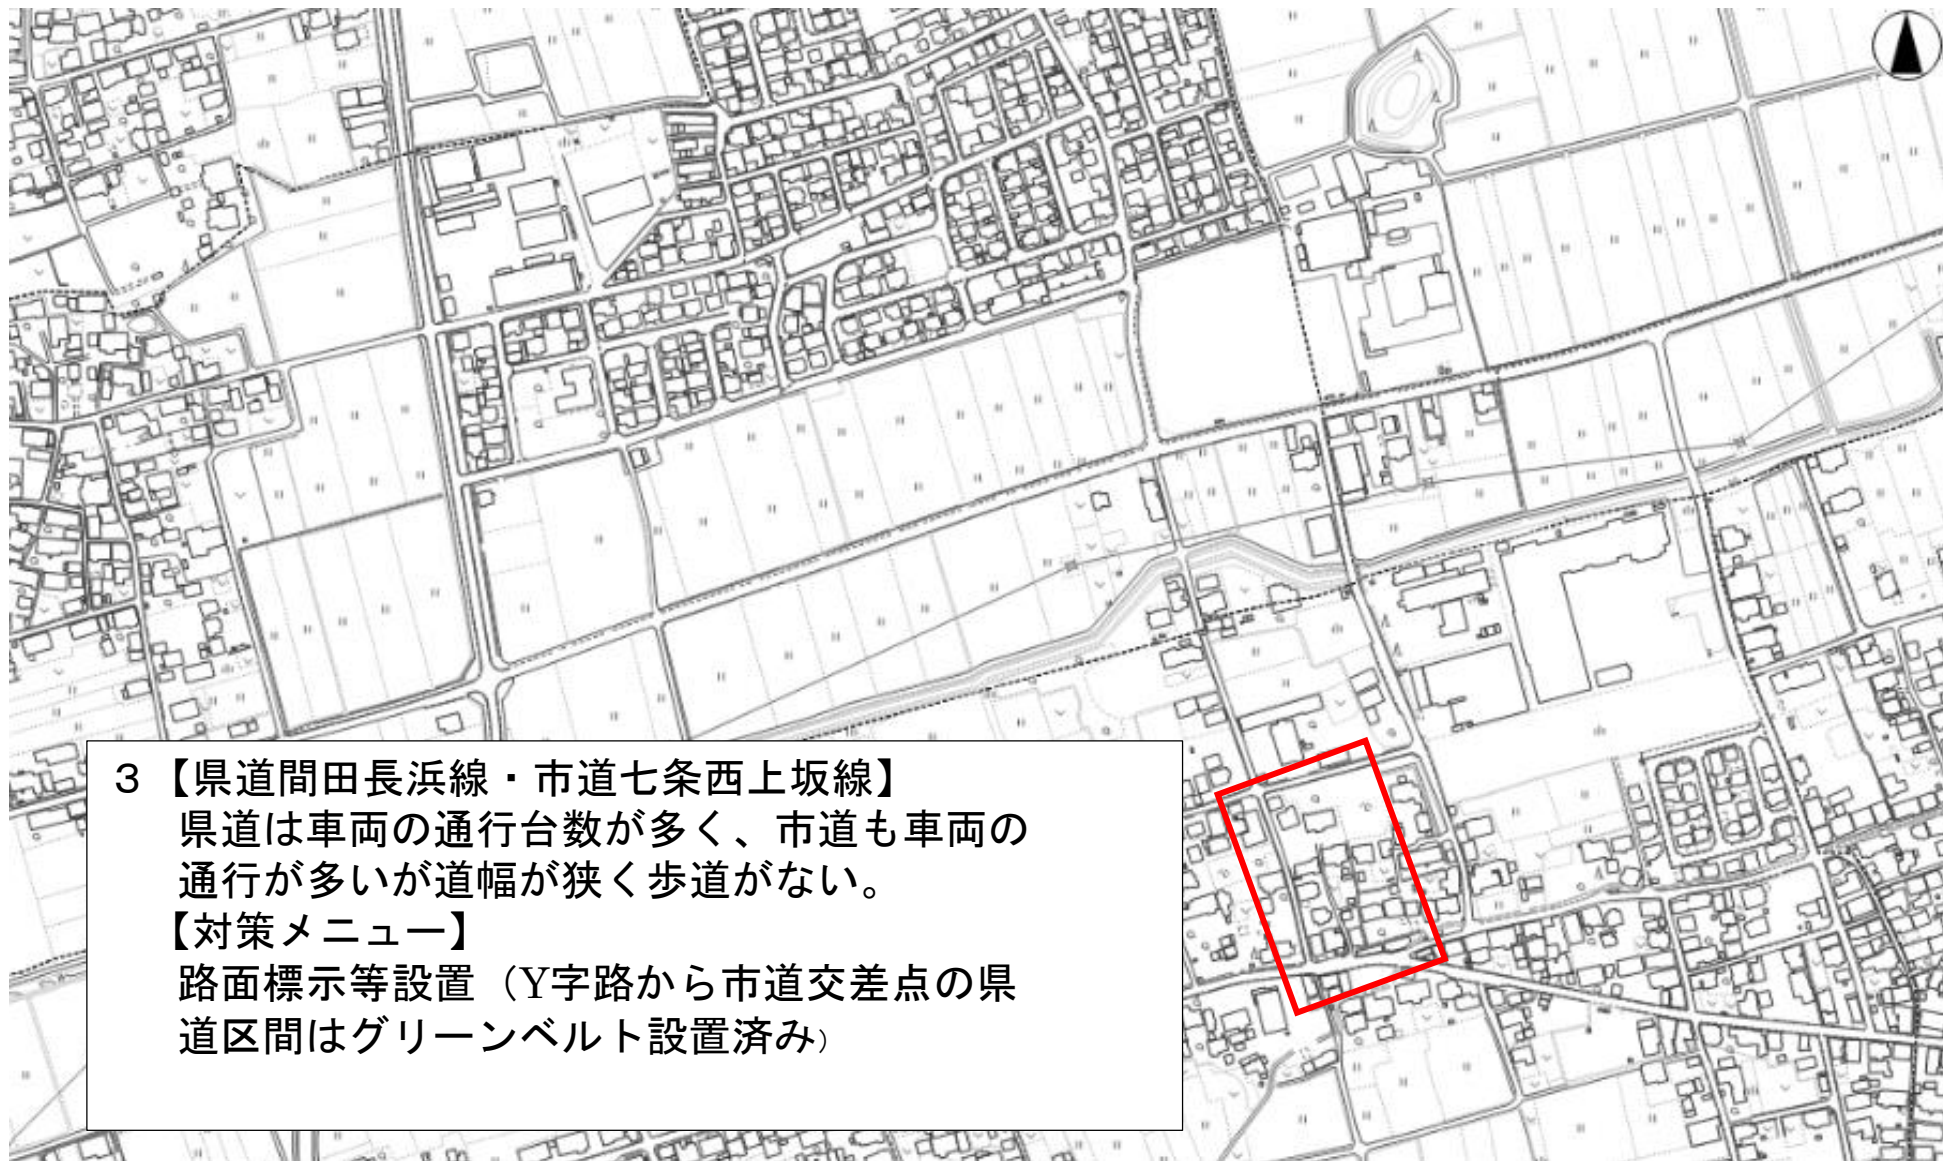 ３【県道間田長浜線・市道七条西上坂線】
県道は車両の通行台数が多く、市道も車両の
通行が多いが道幅が狭く歩道がない。
【対策メニュー】
路面標示等設置（Y字路から市道交差点の県
道区間はグリーンベルト設置済み）